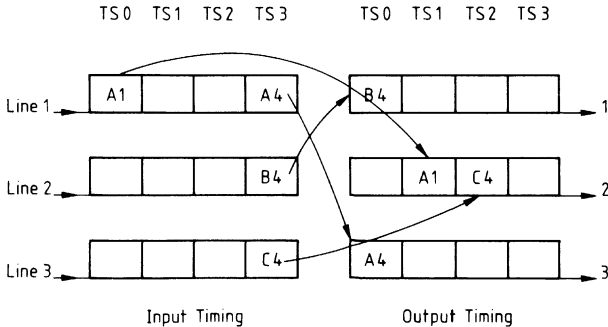 TS0 TS1 TS2 TS3 TS0 TS1 TS2 TS3
Line 1 A1 A4 B4 1
Line 2 B4 A1 C4 2
Line 3 C4 A4 3
Input Timing Output Timing